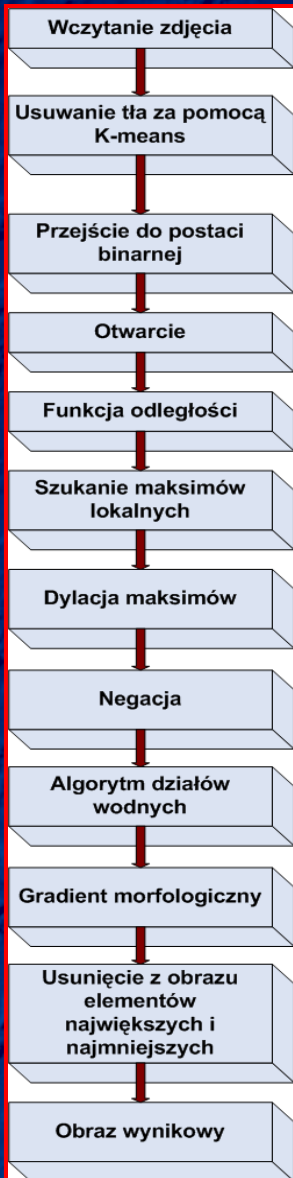 Wczytanie zdjęcia
Usuwanie tła za pomocą
K-means
Przejście do postaci
binarnej
Otwarcie
Funkcja odległości
Szukanie maksimów
lokalnych
Dylacja maksimów
Negacja
Algorytm działów
wodnych
Gradient morfologiczny
Usunięcie z obrazu
elementów
największych i
najmniejszych
Obraz wynikowy